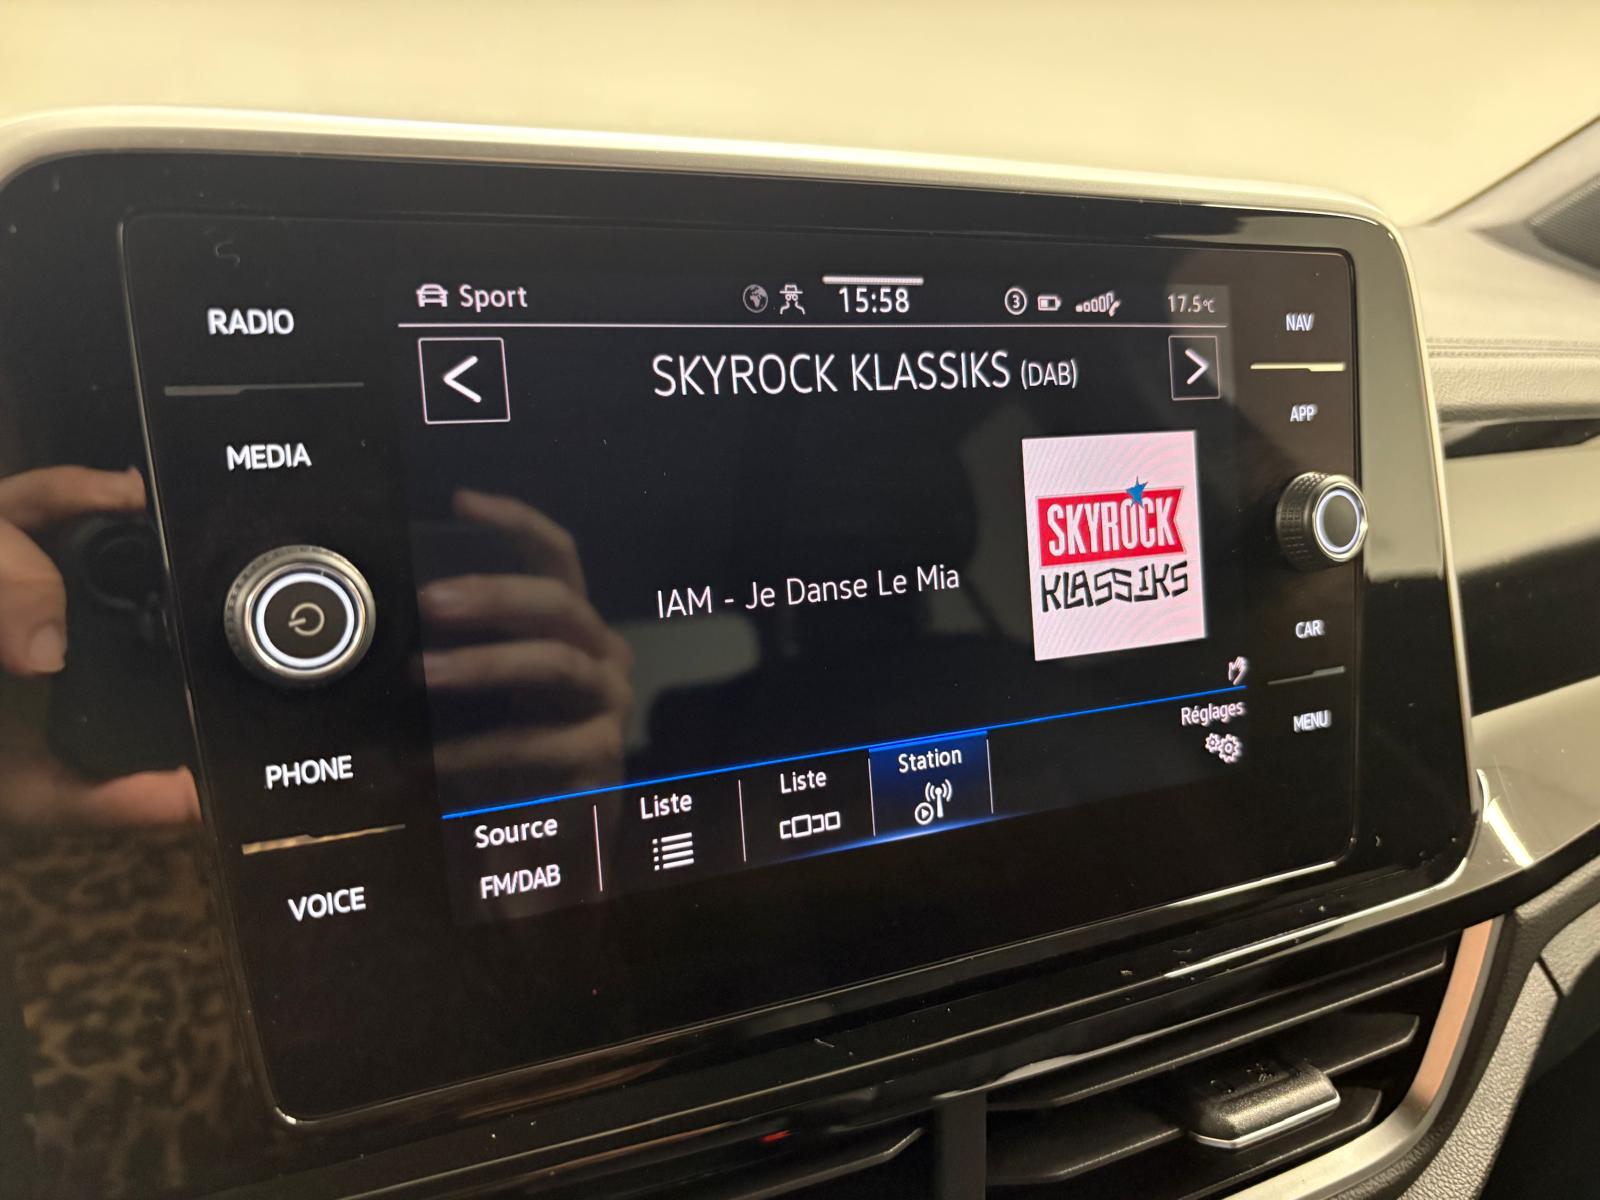 RADIO
MEDIA
PHONE
VOICE
Sport
15:58
3
17.5°C
SKYROCK KLASSIKS (DAB)
IAM - Je Danse Le Mia
SKYROCK
KLASSIKS
Réglages
Source
FM/DAB
Liste
Liste
Station
NAV
APP
CAR
MENU